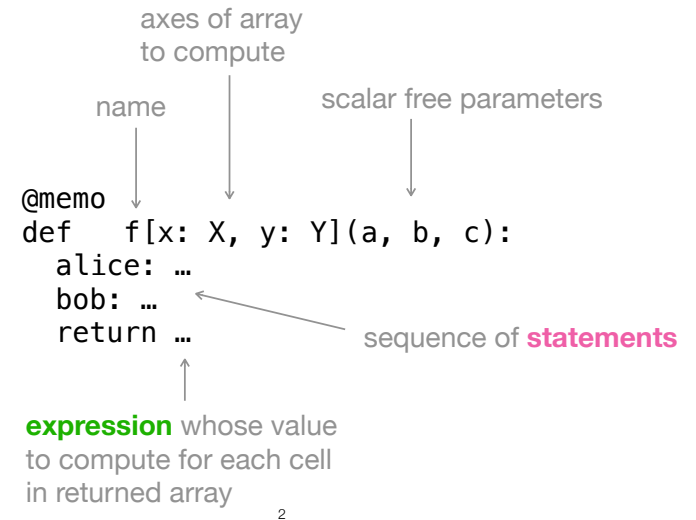 axes of array
to compute
name
scalar free parameters
@memo
def f[x: X, y: Y](a, b, c):
alice: …
bob: …
return …
sequence of statements
expression whose value
to compute for each cell
in returned array
2